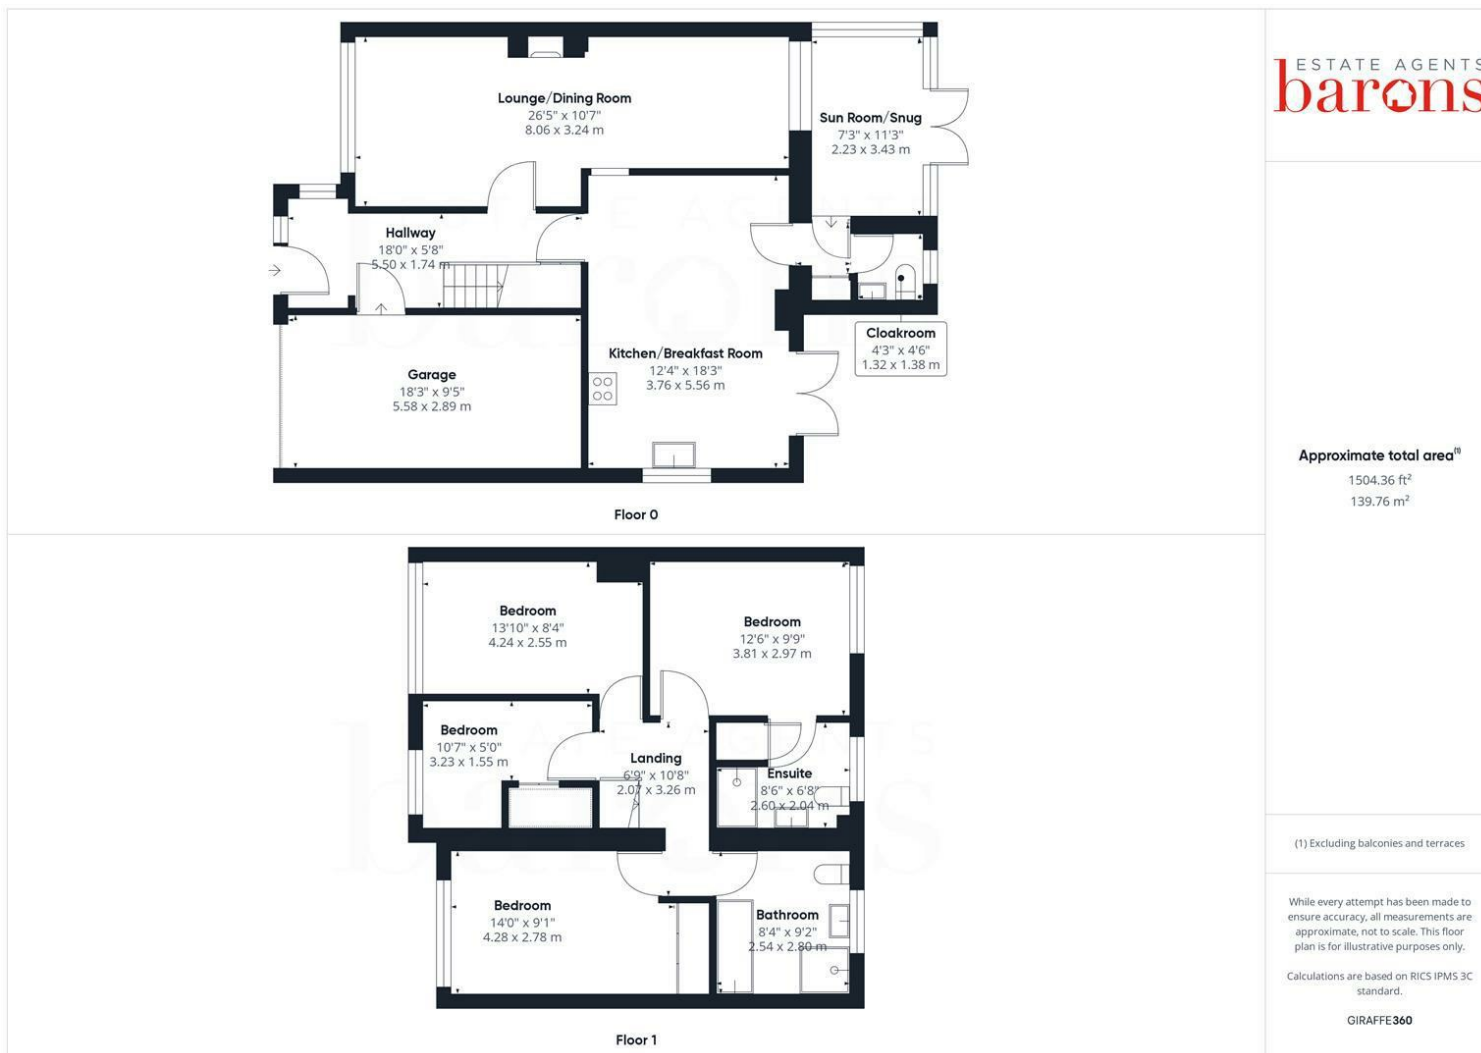 Lounge/Dining Room
26'5" x 10'7"
8.06 x 3.24 m
Sun Room/Snug
7'3" x 11'3"
2.23 x 3.43 m
Hallway
18'0" x 5'8"
5.50 x 1.74 m
Cloakroom
4'3" x 4'6"
1.32 x 1.38 m
Kitchen/Breakfast Room
12'4" x 18'3"
3.76 x 5.56 m
Garage
18'3" x 9'5"
5.58 x 2.89 m
Floor 0
Bedroom
13'10" x 8'4"
4.24 x 2.55 m
Bedroom
12'6" x 9'9"
3.81 x 2.97 m
Bedroom
10'7" x 5'0"
3.23 x 1.55 m
Landing
6'9" x 10'8"
2.07 x 3.26 m
Ensuite
8'6" x 6'8"
2.60 x 2.04 m
Bedroom
14'0" x 9'1"
4.28 x 2.78 m
Bathroom
8'4" x 9'2"
2.54 x 2.80 m
Floor 1
ESTATE AGENTS
barons
Approximate total area(1)
1504.36 ft²
139.76 m²
(1) Excluding balconies and terraces
While every attempt has been made to
ensure accuracy, all measurements are
approximate, not to scale. This floor
plan is for illustrative purposes only.
Calculations are based on RICS IPMS 3C
standard.
GIRAFFE360